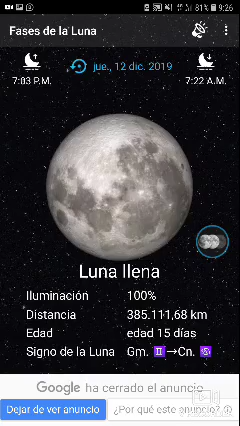 81% 9:26
Fases de la Luna
jue., 12 dic. 2019
7:03 P.M. 7:22 A.M.
Luna llena
Iluminación 100%
Distancia 385.111,68 km
Edad edad 15 días
Signo de la Luna Gm. ♊→Cn. ♋
Google ha cerrado el anuncio
Dejar de ver anuncio ¿Por qué este anuncio?